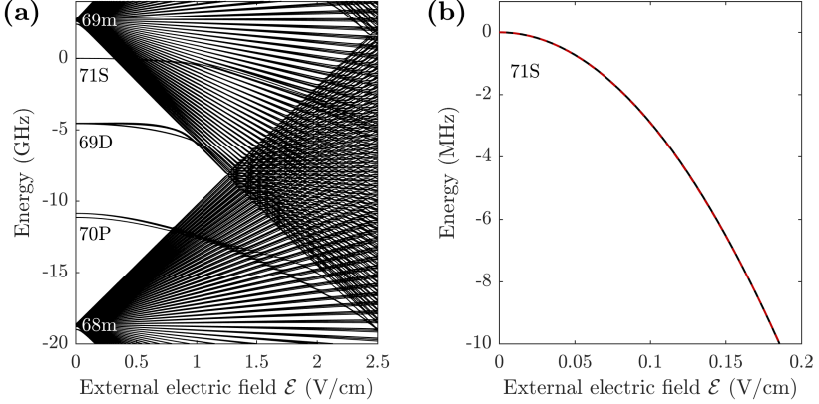 (a)
69m
0
71S
-5
69D
-10
70P
-15
68m
-20
0
0.5
1
1.5
2
2.5
Energy (GHz)
External electric field ℰ (V/cm)
(b)
0
71S
-2
-4
-6
-8
-10
0
0.05
0.1
0.15
0.2
Energy (MHz)
External electric field ℰ (V/cm)